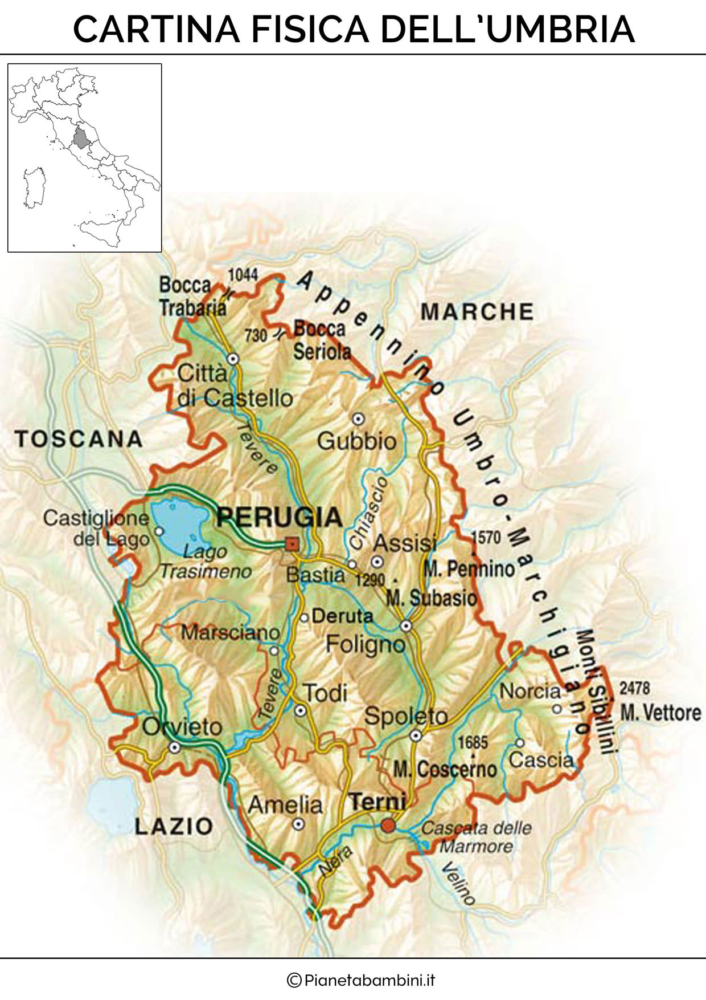 CARTINA FISICA DELL'UMBRIA
1044
Bocca
Trabaria
730
Bocca
Seriola
Appennino Umbro-Marchigiano
MARCHE
Città
di Castello
Gubbio
TOSCANA
Tevere
Chiascio
Castiglione
del Lago
PERUGIA
Lago
Trasimeno
Assisi
1570
M. Pennino
Bastia
1290
M. Subasio
Deruta
Marsciano
Foligno
Monti Sibillini
Tevere
Todi
Norcia
2478
M. Vettore
Orvieto
Spoleto
1685
M. Coscerno
Cascia
Amelia
Terni
LAZIO
Cascata delle
Marmore
Nera
Velino
©Pianetabambini.it